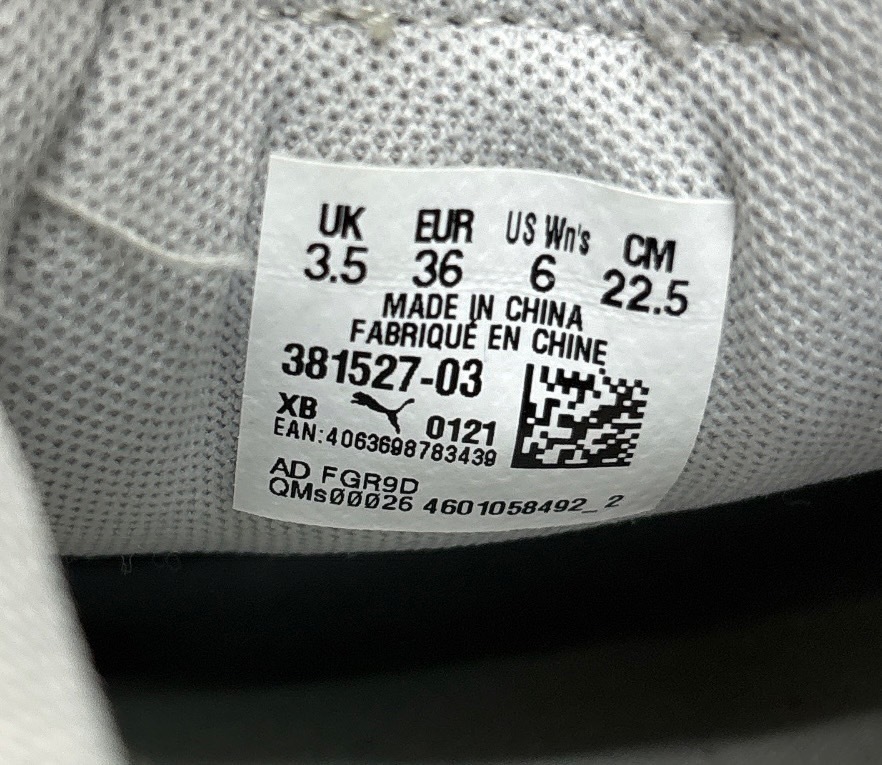 UK EUR US Wn's CM
3.5 36 6 22.5
MADE IN CHINA
FABRIQUÉ EN CHINE
381527-03
XB 0121
EAN:4063698783439
AD FGR9D
QMs00026 4601058492_2